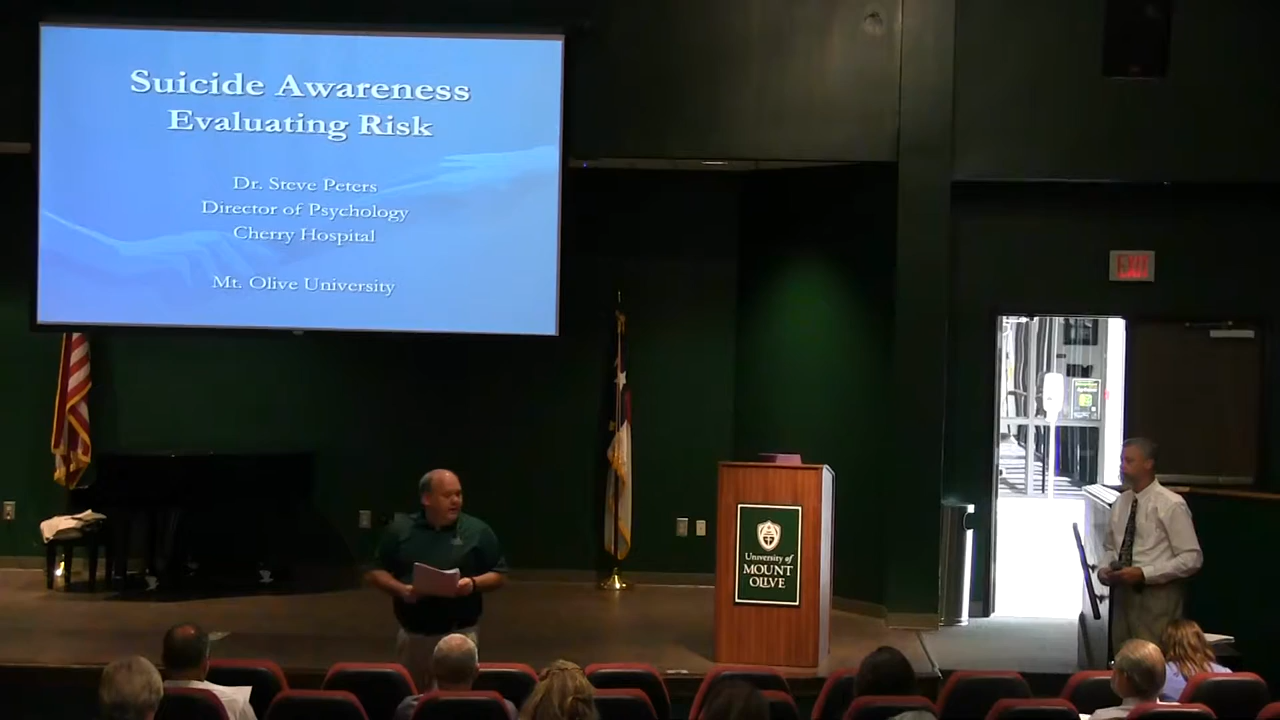 Suicide Awareness
Evaluating Risk
Dr. Steve Peters
Director of Psychology
Cherry Hospital
Mt. Olive University
EXIT
University of
MOUNT
OLIVE